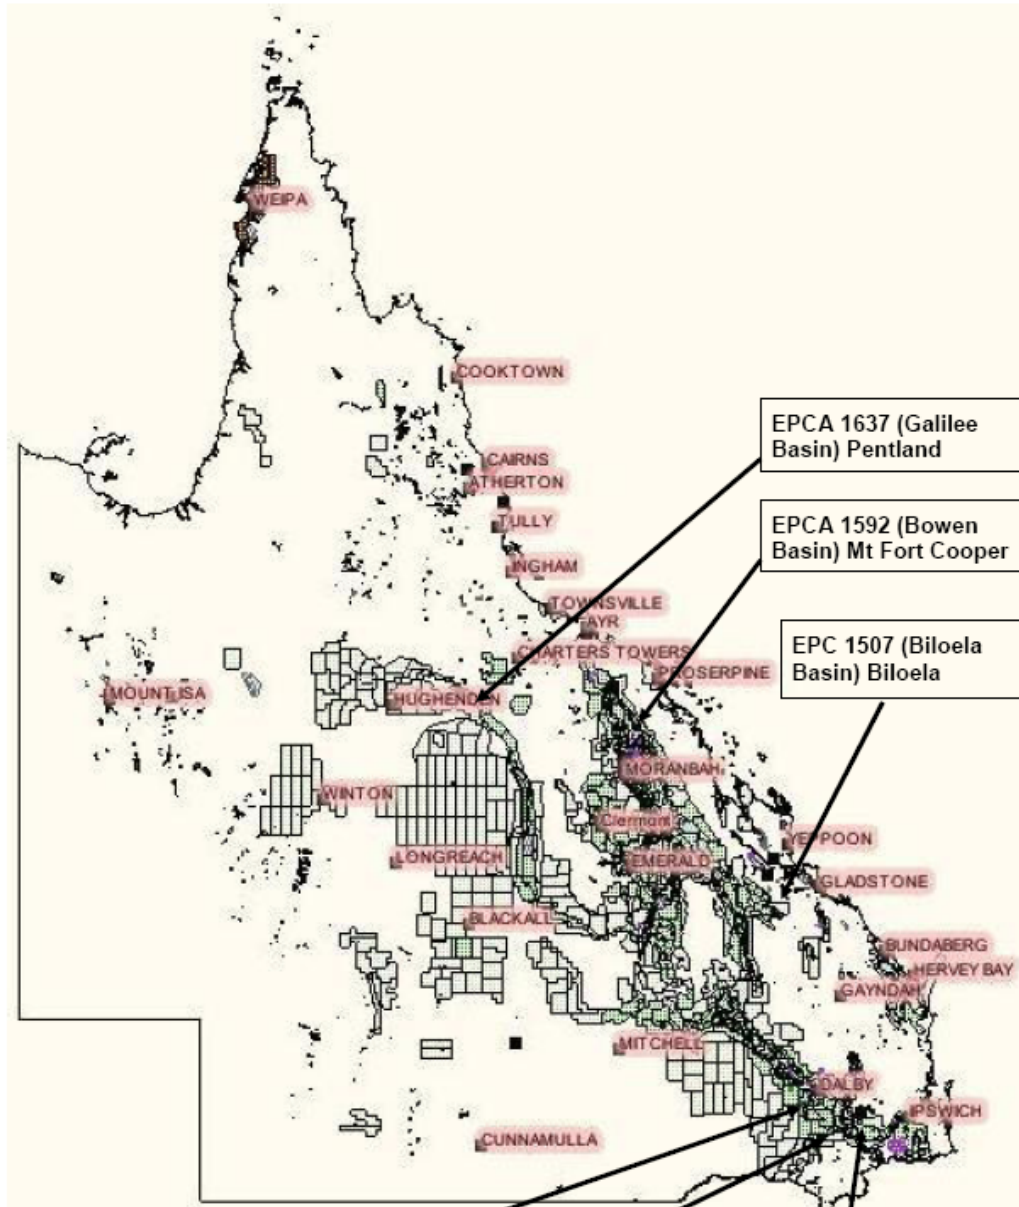 WEIPA
COOKTOWN
EPCA 1637 (Galilee
Basin) Pentland
CAIRNS
ATHERTON
TULLY
EPCA 1592 (Bowen
Basin) Mt Fort Cooper
INGHAM
TOWNSVILLE
AYR
EPC 1507 (Biloela
Basin) Biloela
CHARTERS TOWERS
PROSERPINE
MOUNT ISA
HUGHENDEN
MORANBAH
WINTON
Clermont
YEPPOON
LONGREACH
EMERALD
GLADSTONE
BLACKALL
BUNDABERG
HERVEY BAY
GAYNDAH
MITCHELL
DALBY
IPSWICH
CUNNAMULLA